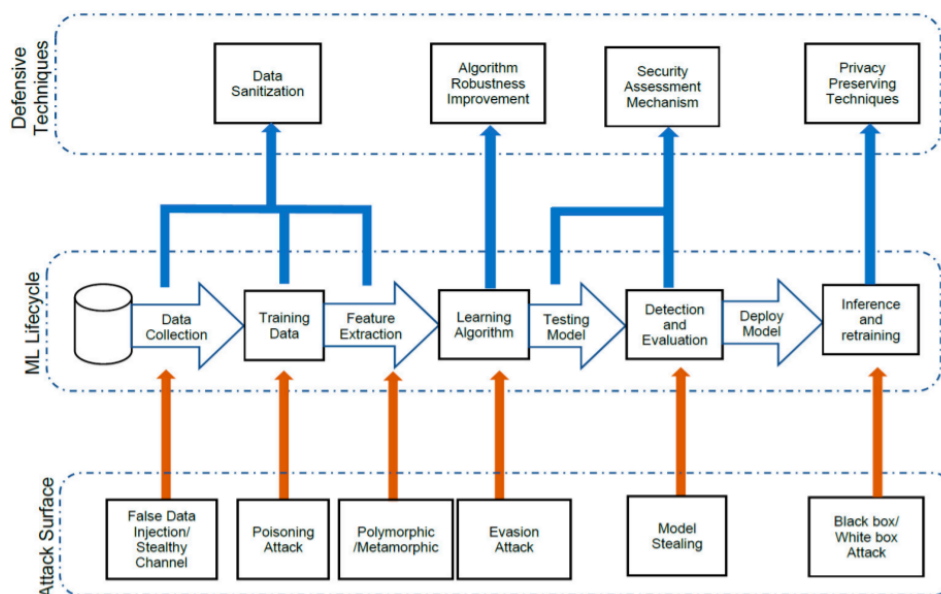 Defensive
Techniques
Data
Sanitization
Algorithm
Robustness
Improvement
Security
Assessment
Mechanism
Privacy
Preserving
Techniques
ML Lifecycle
Data
Collection
Training
Data
Feature
Extraction
Learning
Algorithm
Testing
Model
Detection and
Evaluation
Deploy
Model
Inference
and
retraining
Attack Surface
False Data
Injection/
Stealthy
Channel
Poisoning
Attack
Polymorphic
/Metamorphic
Evasion
Attack
Model
Stealing
Black box/
White box
Attack